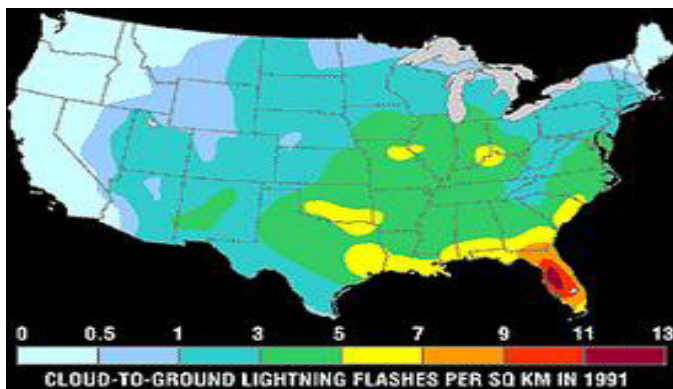 0 0.5 1 3 5 7 9 11 13
CLOUD-TO-GROUND LIGHTNING FLASHES PER SQ KM IN 1991